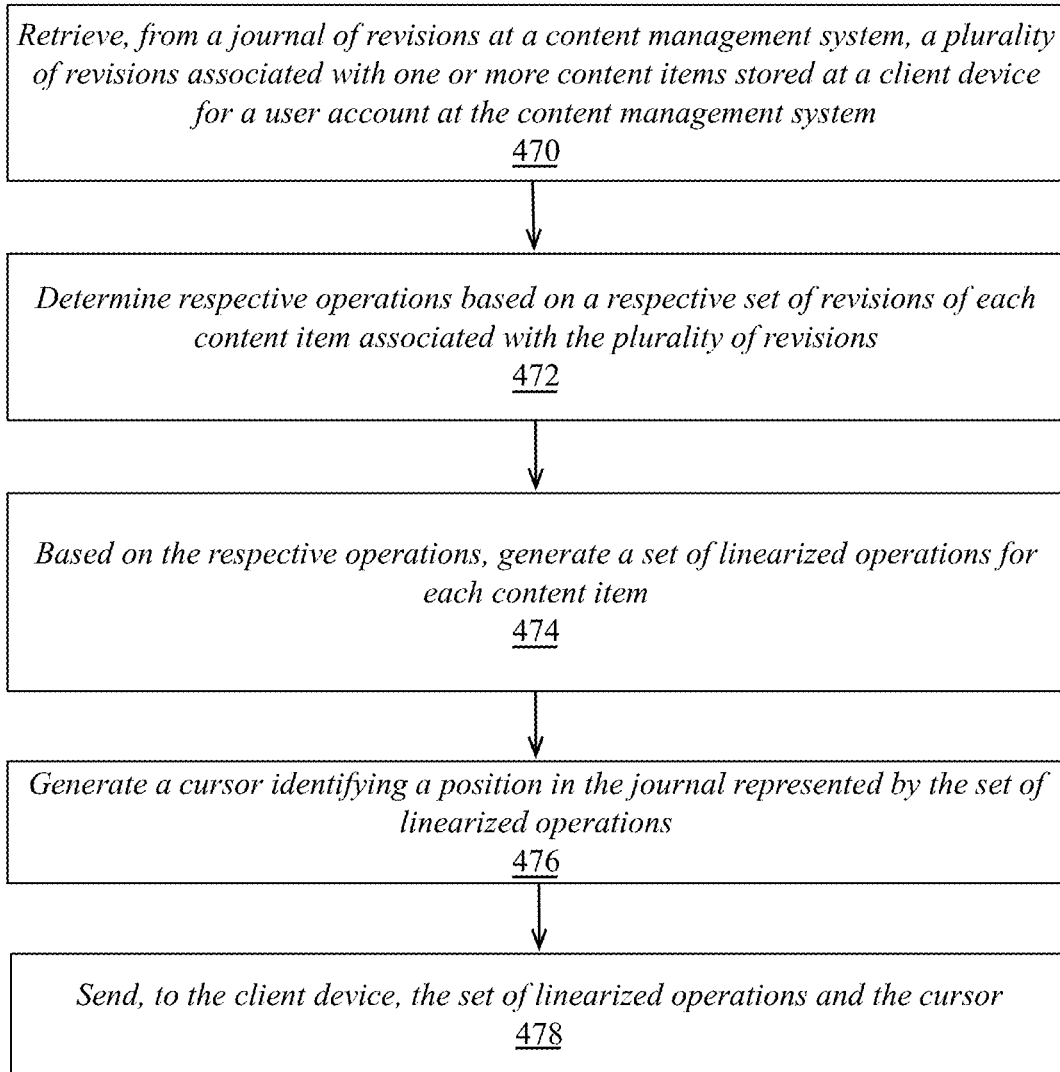 Retrieve, from a journal of revisions at a content management system, a plurality
of revisions associated with one or more content items stored at a client device
for a user account at the content management system
470
Determine respective operations based on a respective set of revisions of each
content item associated with the plurality of revisions
472
Based on the respective operations, generate a set of linearized operations for
each content item
474
Generate a cursor identifying a position in the journal represented by the set of
linearized operations
476
Send, to the client device, the set of linearized operations and the cursor
478